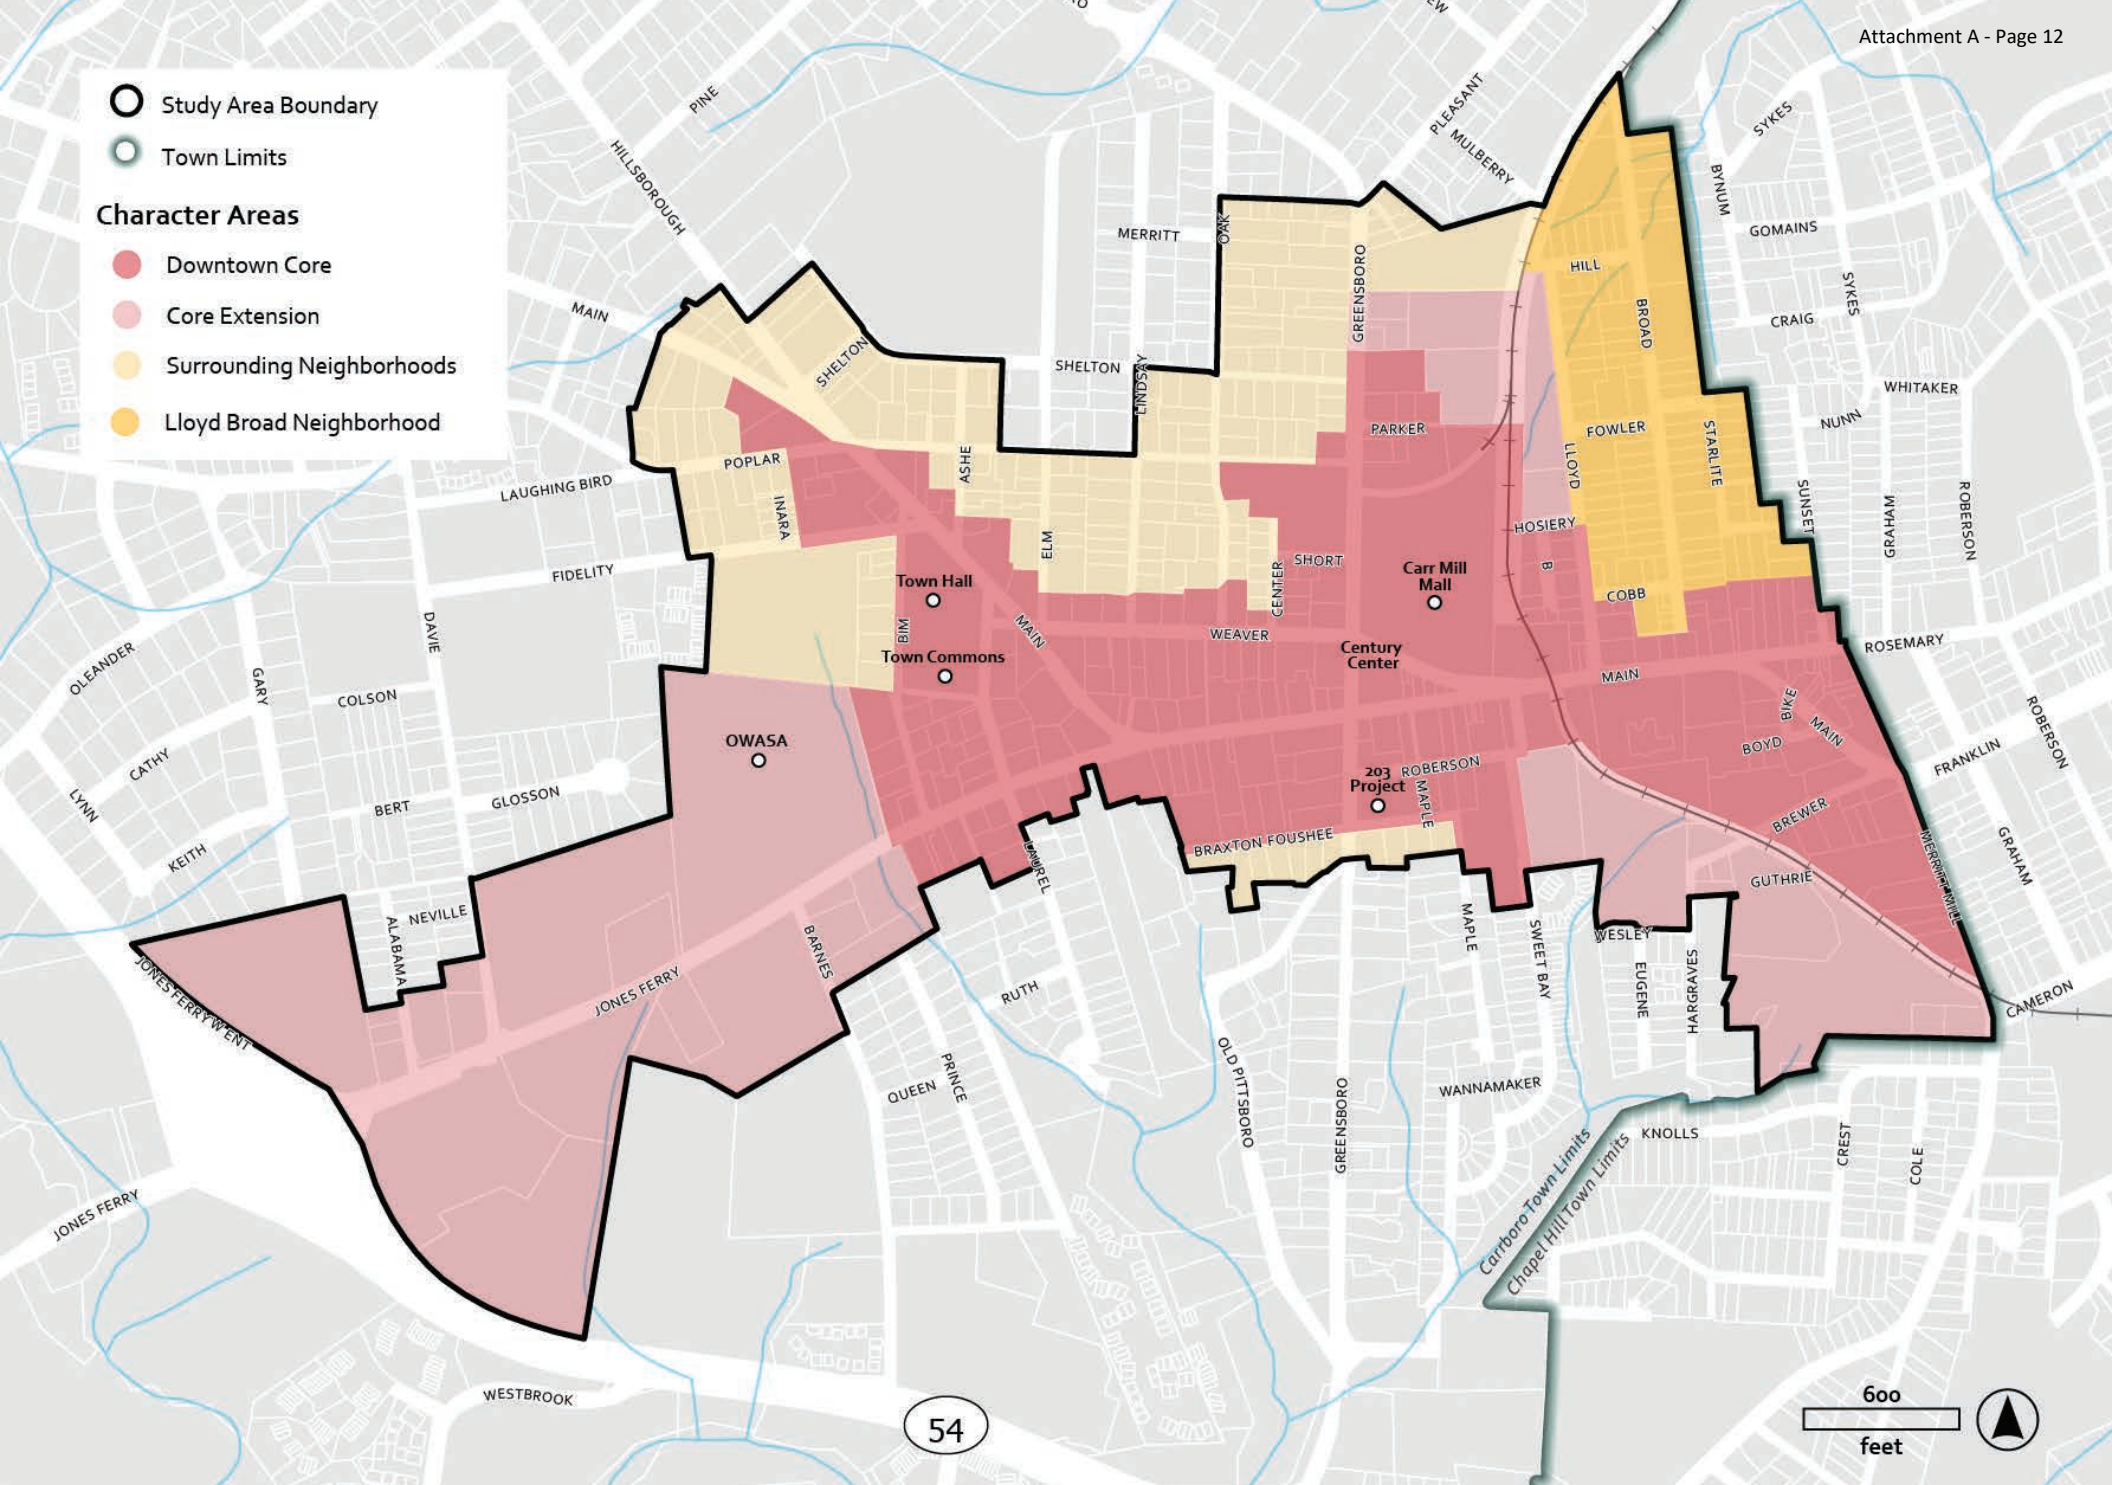 Attachment A - Page 12
Study Area Boundary
Town Limits
Character Areas
Downtown Core
Core Extension
Surrounding Neighborhoods
Lloyd Broad Neighborhood
PINE
HILLSBOROUGH
MAIN
PLEASANT
MULBERRY
SYKES
BYNUM
GOMAINS
SYKES
CRAIG
WHITAKER
NUNN
MERRITT
OAK
GREENSBORO
HILL
BROAD
SHELTON
SHELTON
LINDSAY
PARKER
FOWLER
STARLITE
LLOYD
SUNSET
GRAHAM
ROBERSON
POPLAR
LAUGHING BIRD
INARA
ASHE
ELM
HOSIERY
B
SHORT
CENTER
COBB
FIDELITY
Town Hall
Carr Mill
Mall
BIM
MAIN
WEAVER
Century
Center
Town Commons
MAIN
ROSEMARY
OLEANDER
DAVIE
GARY
COLSON
CATHY
LYNN
BERT
GLOSSON
KEITH
OWASA
BIKE
MAIN
BOYD
FRANKLIN
ROBERSON
ROBERSON
203
Project
MAPLE
BREWER
BRAXTON FOUSHEE
LAUREL
GUTHRIE
MERRITT MILL
GRAHAM
NEVILLE
ALABAMA
BARNES
JONES FERRY
JONES FERRY W ENT
RUTH
MAPLE
SWEET BAY
WESLEY
EUGENE
HARGRAVES
CAMERON
QUEEN
PRINCE
OLD PITTSBORO
GREENSBORO
WANNAMAKER
KNOLLS
CREST
COLE
Carrboro Town Limits
Chapel Hill Town Limits
JONES FERRY
WESTBROOK
54
600
feet